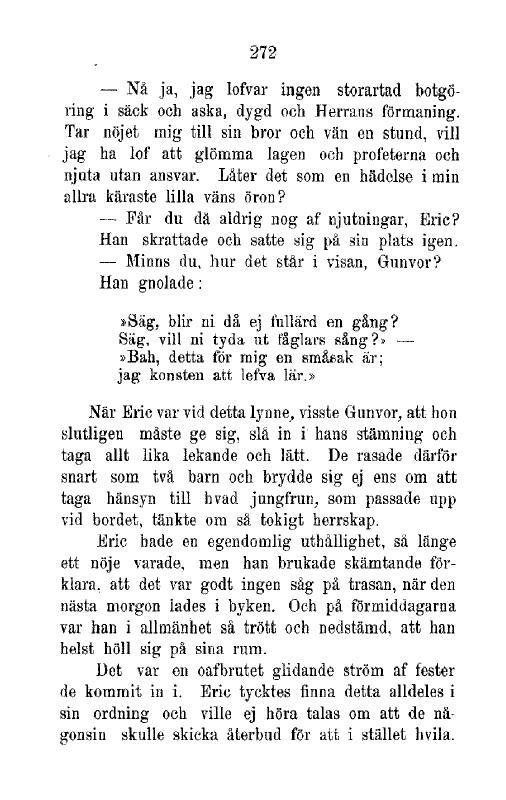 272
— Nå ja, jag lofvar ingen storartad botgö-
ring i säck och aska, dygd och Herrans förmaning.
Tar nöjet mig till sin bror och vän en stund, vill
jag ha lof att glömma lagen och profeterna och
njuta utan ansvar. Låter det som en hädelse i min
allra käraste lilla väns öron?
— Får du då aldrig nog af njutningar, Eric?
Han skrattade och satte sig på sin plats igen.
— Minns du, hur det står i visan, Gunvor?
Han gnolade:
»Säg, blir ni då ej fullärd en gång?
Säg, vill ni tyda ut fåglars sång?» —
»Bah, detta för mig en småsak är;
jag konsten att lefva lär.»
När Eric var vid detta lynne, visste Gunvor, att hon
slutligen måste ge sig, slå in i hans stämning och
taga allt lika lekande och lätt. De rasade därför
snart som två barn och brydde sig ej ens om att
taga hänsyn till hvad jungfrun, som passade upp
vid bordet, tänkte om så tokigt herrskap.
Eric hade en egendomlig uthållighet, så länge
ett nöje varade, men han brukade skämtande för-
klara, att det var godt ingen såg på trasan, när den
nästa morgon lades i byken. Och på förmiddagarna
var han i allmänhet så trött och nedstämd, att han
helst höll sig på sina rum.
Det var en oafbrutet glidande ström af fester
de kommit in i. Eric tycktes finna detta alldeles i
sin ordning och ville ej höra talas om att de nå-
gonsin skulle skicka återbud för att i stället hvila.